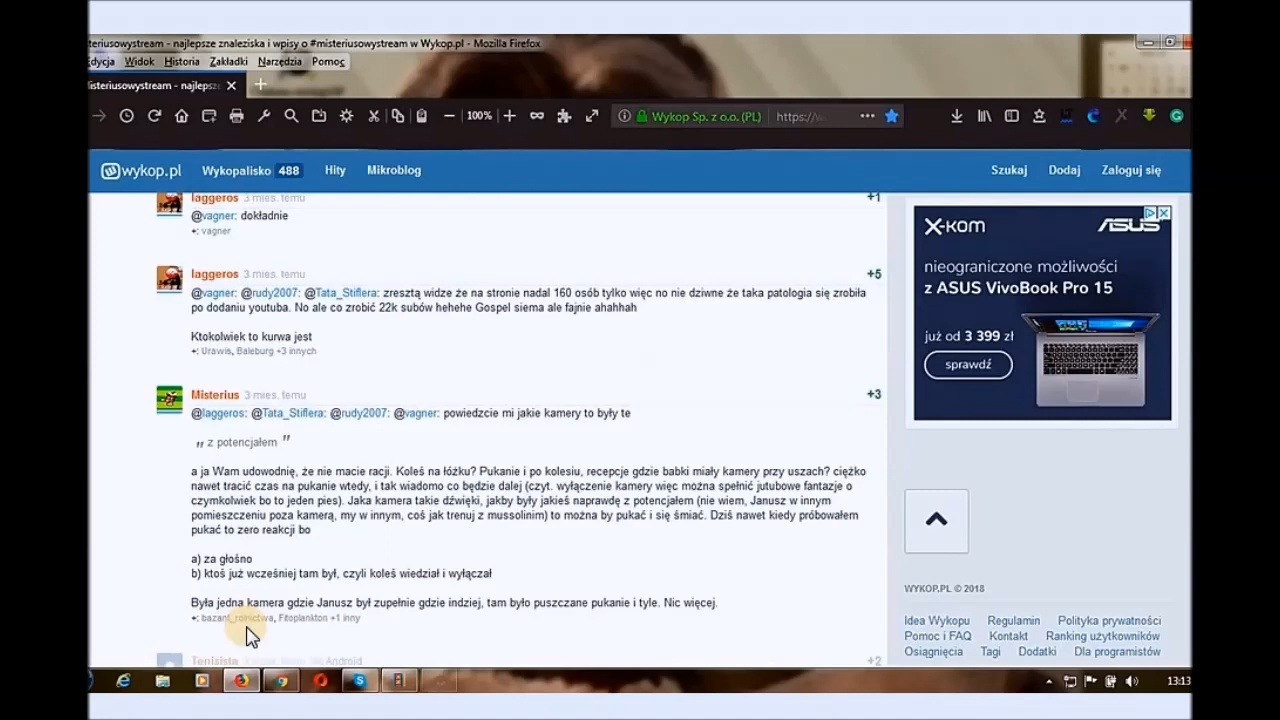 steriusowystream - najlepsze znaleziska i wpisy o #misteriusowystream w Wykop.pl - Mozilla Firefox
Edycja Widok Historia Zakładki Narzędzia Pomoc
Misteriusowystream - najlepsz
100% Wykop Sp. z o.o. (PL) https://w
wykop.pl Wykopalisko 488 Hity Mikroblog Szukaj Dodaj Zaloguj się
laggeros 3 mies. temu +1
@vagner: dokładnie
+: vagner
laggeros 3 mies. temu +5
@vagner: @rudy2007: @Tata_Stiflera: zresztą widze że na stronie nadal 160 osób tylko więc no nie dziwne że taka patologia się zrobiła
po dodaniu youtuba. No ale co zrobić 22k subów hehehe Gospel siema ale fajnie ahahhah
Ktokolwiek to kurwa jest
+: Urawis, Baleburg +3 innych
Misterius 3 mies. temu +3
@laggeros: @Tata_Stiflera: @rudy2007: @vagner: powiedzcie mi jakie kamery to były te
„ z potencjałem ”
a ja Wam udowodnię, że nie macie racji. Koleś na łóżku? Pukanie i po kolesiu, recepcje gdzie babki miały kamery przy uszach? ciężko
nawet tracić czas na pukanie wtedy, i tak wiadomo co będzie dalej (czyt. wyłączenie kamery więc można spełnić jutubowe fantazje o
czymkolwiek bo to jeden pies). Jaka kamera takie dźwięki, jakby były jakieś naprawdę z potencjałem (nie wiem, Janusz w innym
pomieszczeniu poza kamerą, my w innym, coś jak trenuj z mussolinim) to można by pukać i się śmiać. Dziś nawet kiedy próbowałem
pukać to zero reakcji bo
a) za głośno
b) ktoś już wcześniej tam był, czyli koleś wiedział i wyłączał
Była jedna kamera gdzie Janusz był zupełnie gdzie indziej, tam było puszczane pukanie i tyle. Nic więcej.
+: bazant_rolnictwa, Fitoplankton +1 inny
Tenisista Android +2
X-KOM ASUS
nieograniczone możliwości
z ASUS VivoBook Pro 15
już od 3 399 zł
sprawdź
WYKOP.PL © 2018
Idea Wykopu Regulamin Polityka prywatności
Pomoc i FAQ Kontakt Ranking użytkowników
Osiągnięcia Tagi Dodatki Dla programistów
13:13